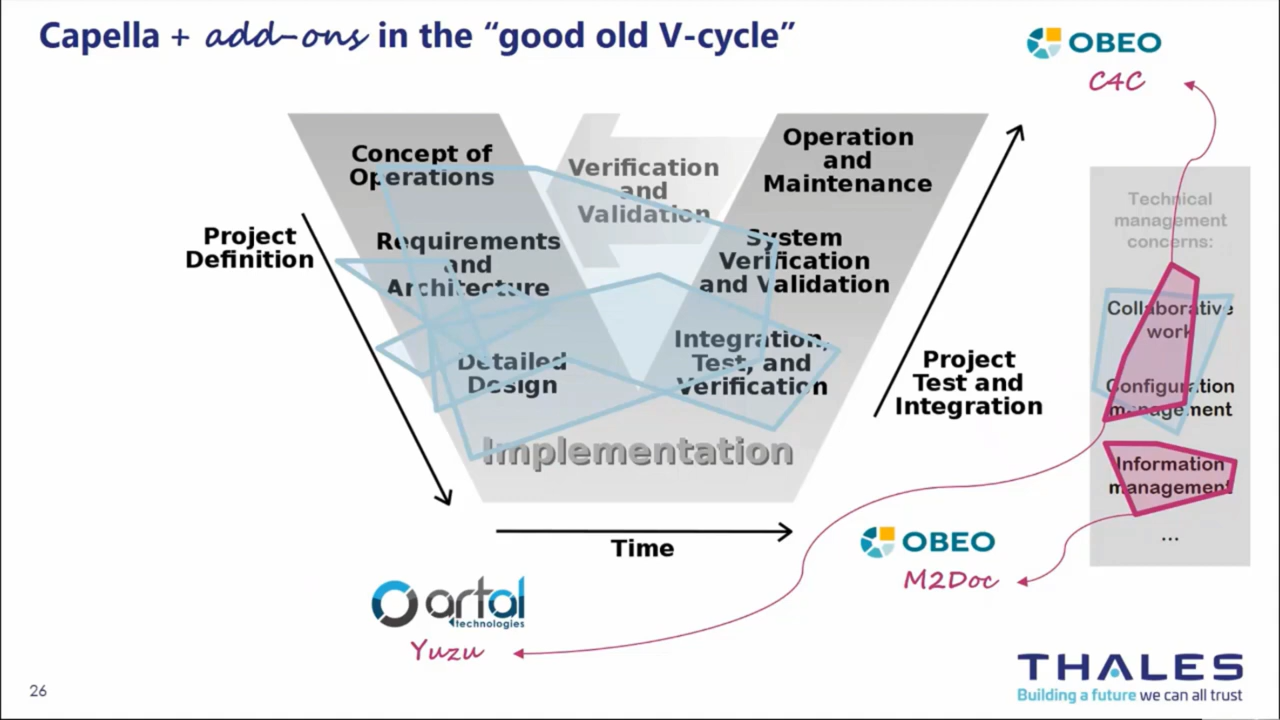 Capella + add-ons in the “good old V-cycle”
OBEO
C4C
Concept of
Operations
Verification
and
Validation
Operation
and
Maintenance
Technical
management
concerns:
Project
Definition
Requirements
and
Architecture
System
Verification
and Validation
Collaborative
work
Detailed
Design
Integration,
Test, and
Verification
Project
Test and
Integration
Configuration
management
Implementation
Information
management
...
Time
OBEO
M2Doc
artal
technologies
Yuzu
THALES
Building a future we can all trust
26